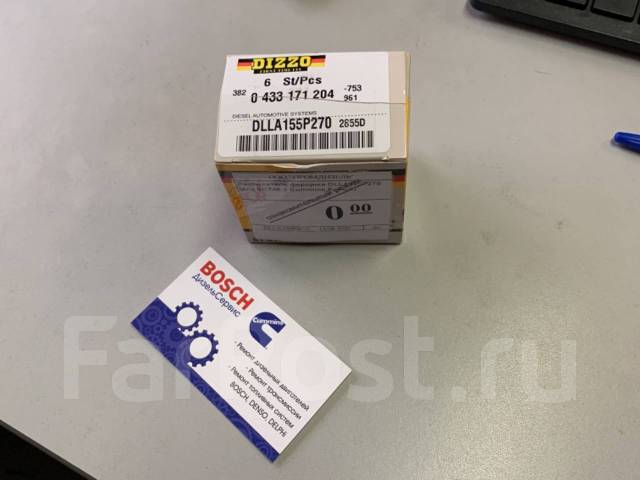 DIZZO
6 St/Pcs
382 0 433 171 204 -753 961
DIESEL AUTOMOTIVE SYSTEMS
DLLA155P270 2855D
0 00
BOSCH
ДизельСервис
Cummins
- Ремонт дизельных двигателей
- Ремонт трансмиссии
- Ремонт топливных систем
BOSCH, DENSO, DELPHI
Farpost.ru